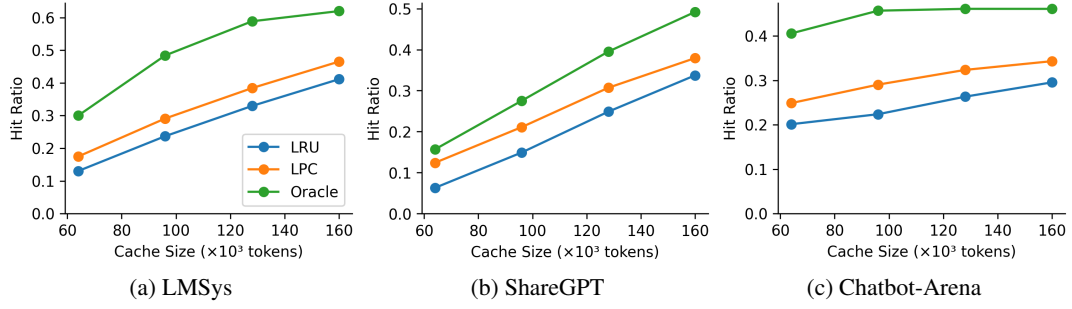 0.6
0.5
0.4
0.3
0.2
0.1
0.0
Hit Ratio
60 80 100 120 140 160
Cache Size (×10³ tokens)
LRU
LPC
Oracle
(a) LMSys
0.5
0.4
0.3
0.2
0.1
0.0
Hit Ratio
60 80 100 120 140 160
Cache Size (×10³ tokens)
(b) ShareGPT
0.4
0.3
0.2
0.1
0.0
Hit Ratio
60 80 100 120 140 160
Cache Size (×10³ tokens)
(c) Chatbot-Arena